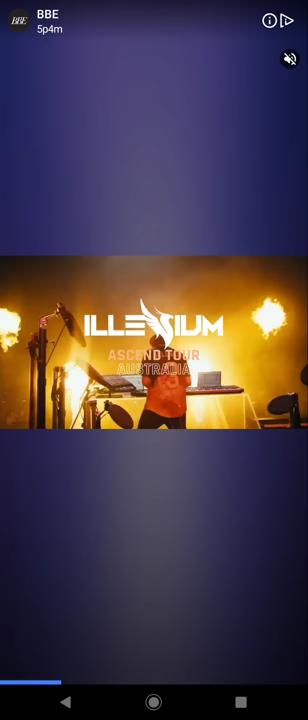 BBE
BBE
5p4m
ILLENIUM
ASCEND TOUR
AUSTRALIA